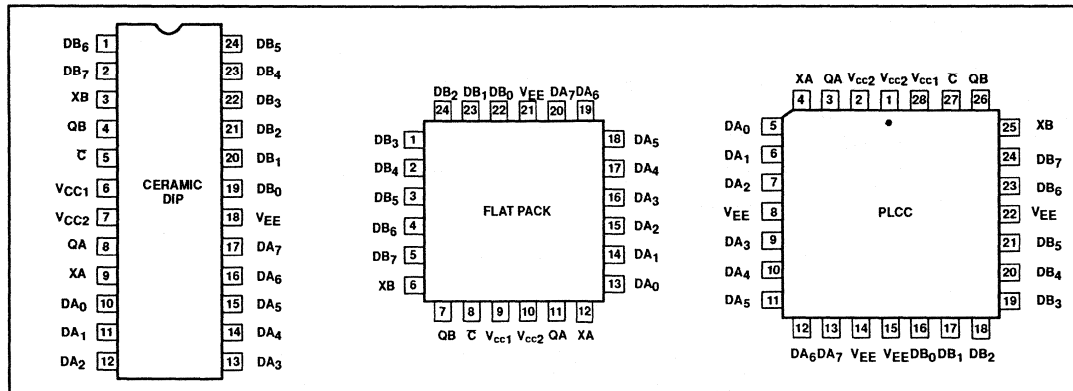 DB6 1 24 DB5
DB7 2 23 DB4
XB 3 22 DB3
QB 4 21 DB2
C̅ 5 20 DB1
VCC1 6 19 DB0
VCC2 7 18 VEE
QA 8 17 DA7
XA 9 16 DA6
DA0 10 15 DA5
DA1 11 14 DA4
DA2 12 13 DA3
CERAMIC
DIP
DB2 DB1 DB0 VEE DA7 DA6
24 23 22 21 20 19
DB3 1 18 DA5
DB4 2 17 DA4
DB5 3 16 DA3
DB6 4 15 DA2
DB7 5 14 DA1
XB 6 13 DA0
FLAT PACK
7 8 9 10 11 12
QB C̅ Vcc1 Vcc2 QA XA
XA QA Vcc2 Vcc2 Vcc1 C̅ QB
4 3 2 1 28 27 26
DA0 5 25 XB
DA1 6 24 DB7
DA2 7 23 DB6
VEE 8 22 VEE
DA3 9 21 DB5
DA4 10 20 DB4
DA5 11 19 DB3
PLCC
12 13 14 15 16 17 18
DA6 DA7 VEE VEE DB0 DB1 DB2